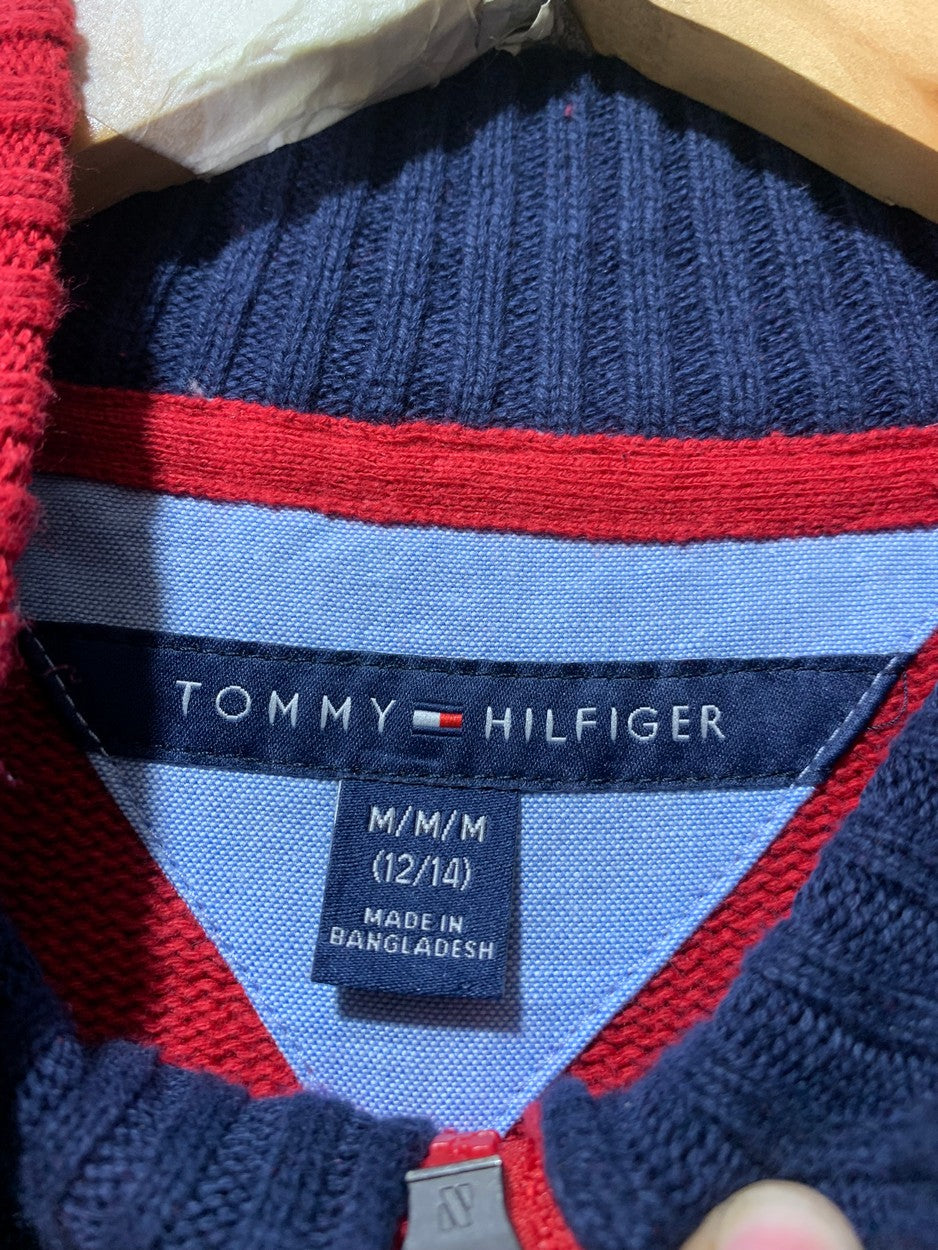 TOMMY HILFIGER
M/M/M
(12/14)
MADE IN
BANGLADESH